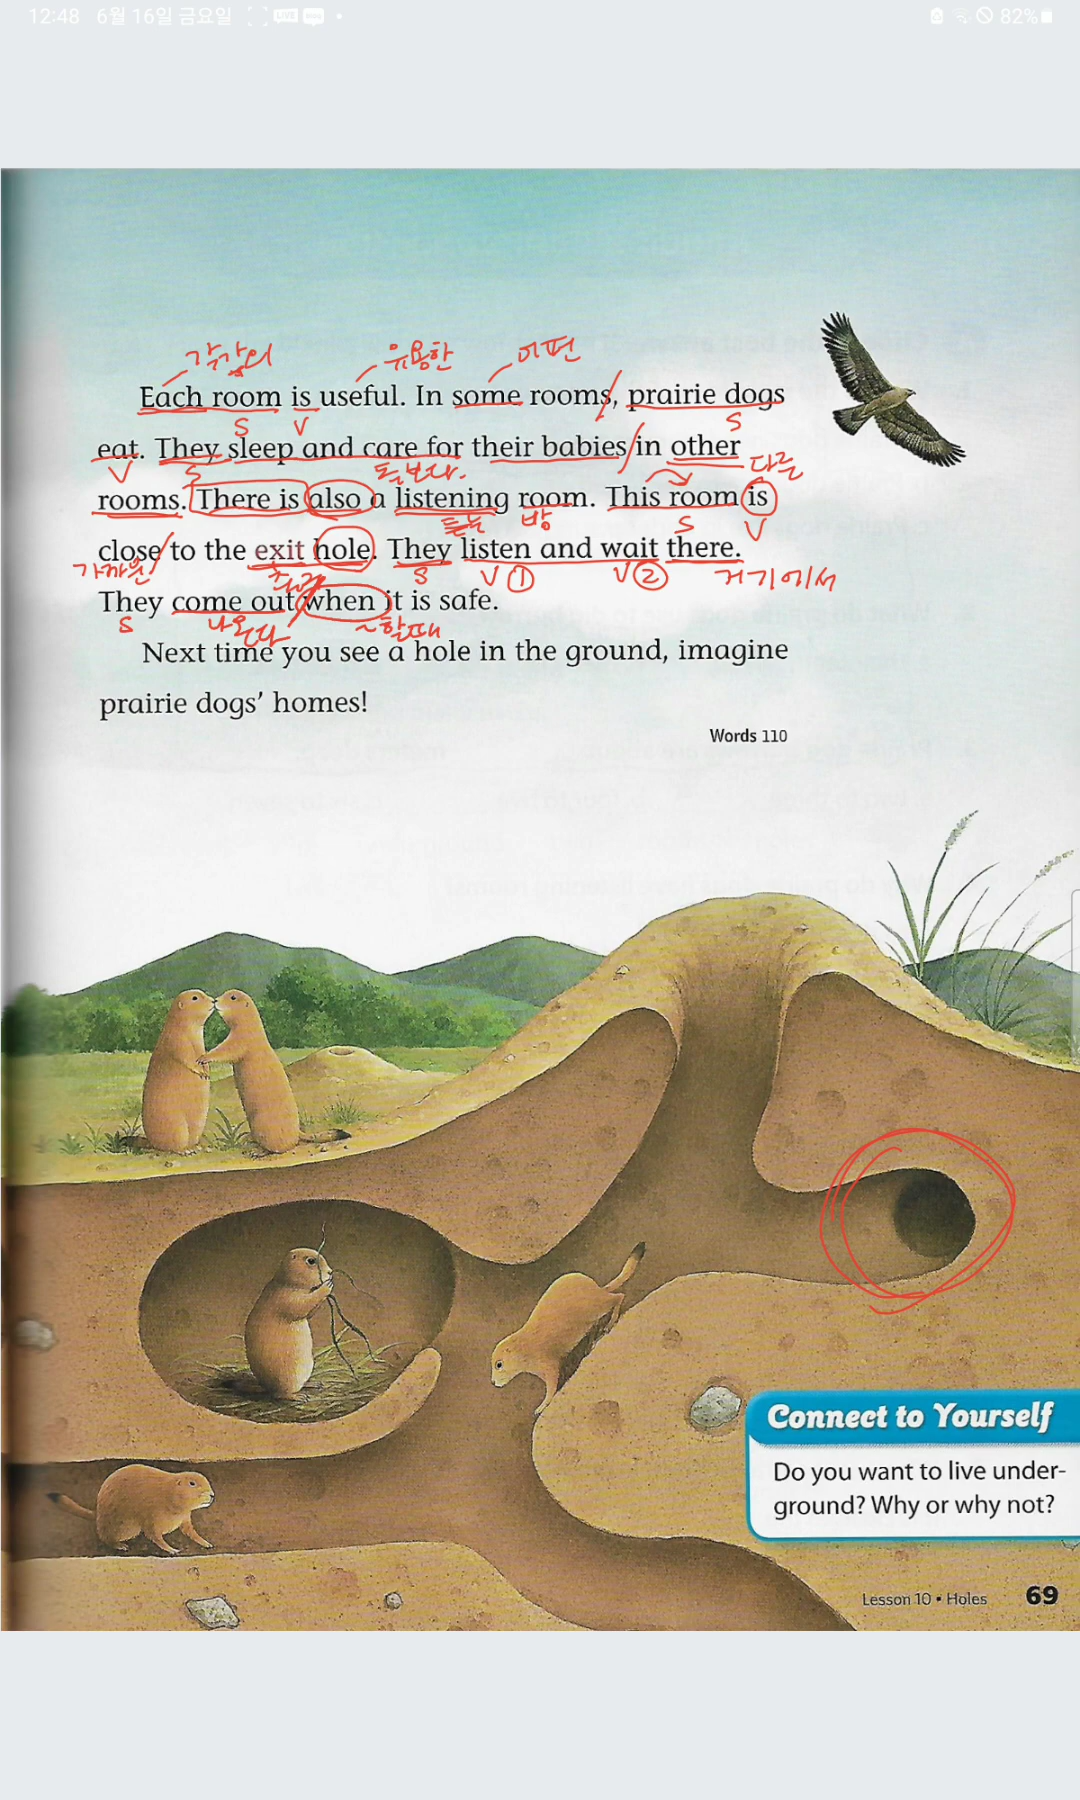 12:48 6월 16일 금요일 LIVE
82%
각각의 유용한 어떤
Each room is useful. In some rooms, prairie dogs
S V S
eat. They sleep and care for their babies in other
V S 돌보다. 다른
rooms. There is also a listening room. This room is
듣는 방 S V
close to the exit hole. They listen and wait there.
가까운 출구 S V ① V ② 거기에서
They come out when it is safe.
S 나온다 ~할때
Next time you see a hole in the ground, imagine
prairie dogs’ homes!
Words 110
Connect to Yourself
Do you want to live under-
ground? Why or why not?
Lesson 10 • Holes 69